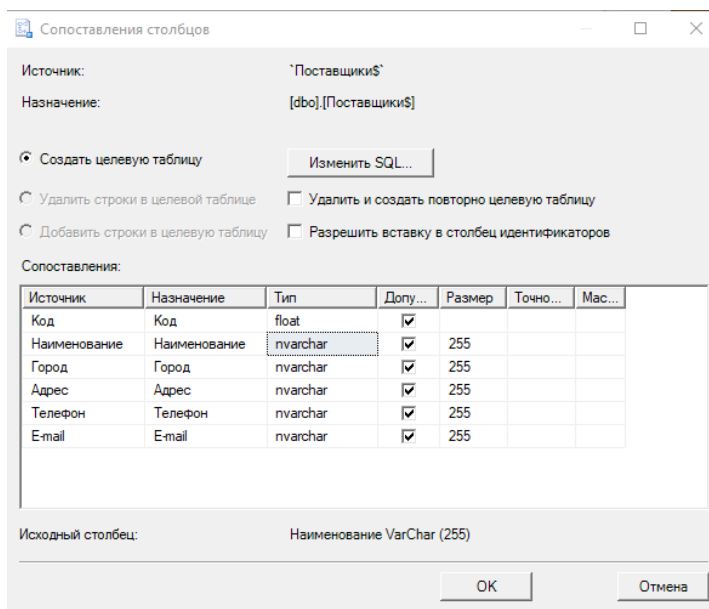 Сопоставления столбцов
Источник: `Поставщики$`
Назначение: [dbo].[Поставщики$]
Создать целевую таблицу Изменить SQL...
Удалить строки в целевой таблице Удалить и создать повторно целевую таблицу
Добавить строки в целевую таблицу Разрешить вставку в столбец идентификаторов
Сопоставления:
Источник Назначение Тип Допу... Размер Точно... Мас...
Код Код float
Наименование Наименование nvarchar 255
Город Город nvarchar 255
Адрес Адрес nvarchar 255
Телефон Телефон nvarchar 255
E-mail E-mail nvarchar 255
Исходный столбец: Наименование VarChar (255)
OK Отмена